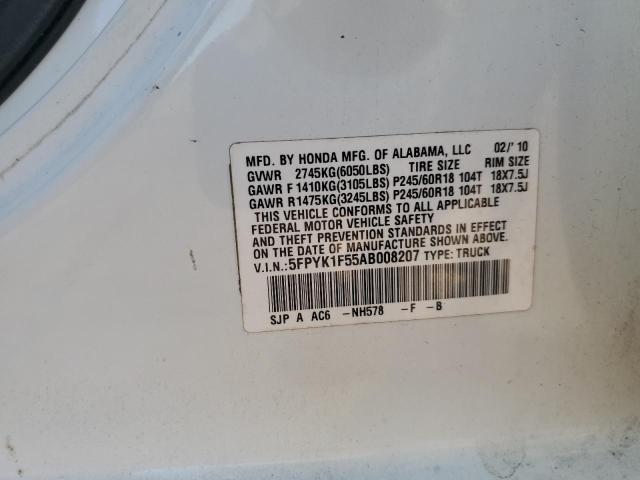 MFD. BY HONDA MFG. OF ALABAMA, LLC 02/'10
GVWR 2745KG(6050LBS) TIRE SIZE RIM SIZE
GAWR F 1410KG(3105LBS) P245/60R18 104T 18X7.5J
GAWR R1475KG(3245LBS) P245/60R18 104T 18X7.5J
THIS VEHICLE CONFORMS TO ALL APPLICABLE
FEDERAL MOTOR VEHICLE SAFETY
AND THEFT PREVENTION STANDARDS IN EFFECT
ON THE DATE OF MANUFACTURE SHOWN ABOVE.
V.I.N.:5FPYK1F55AB008207 TYPE:TRUCK
SJP A AC6 -NH578 -F -B